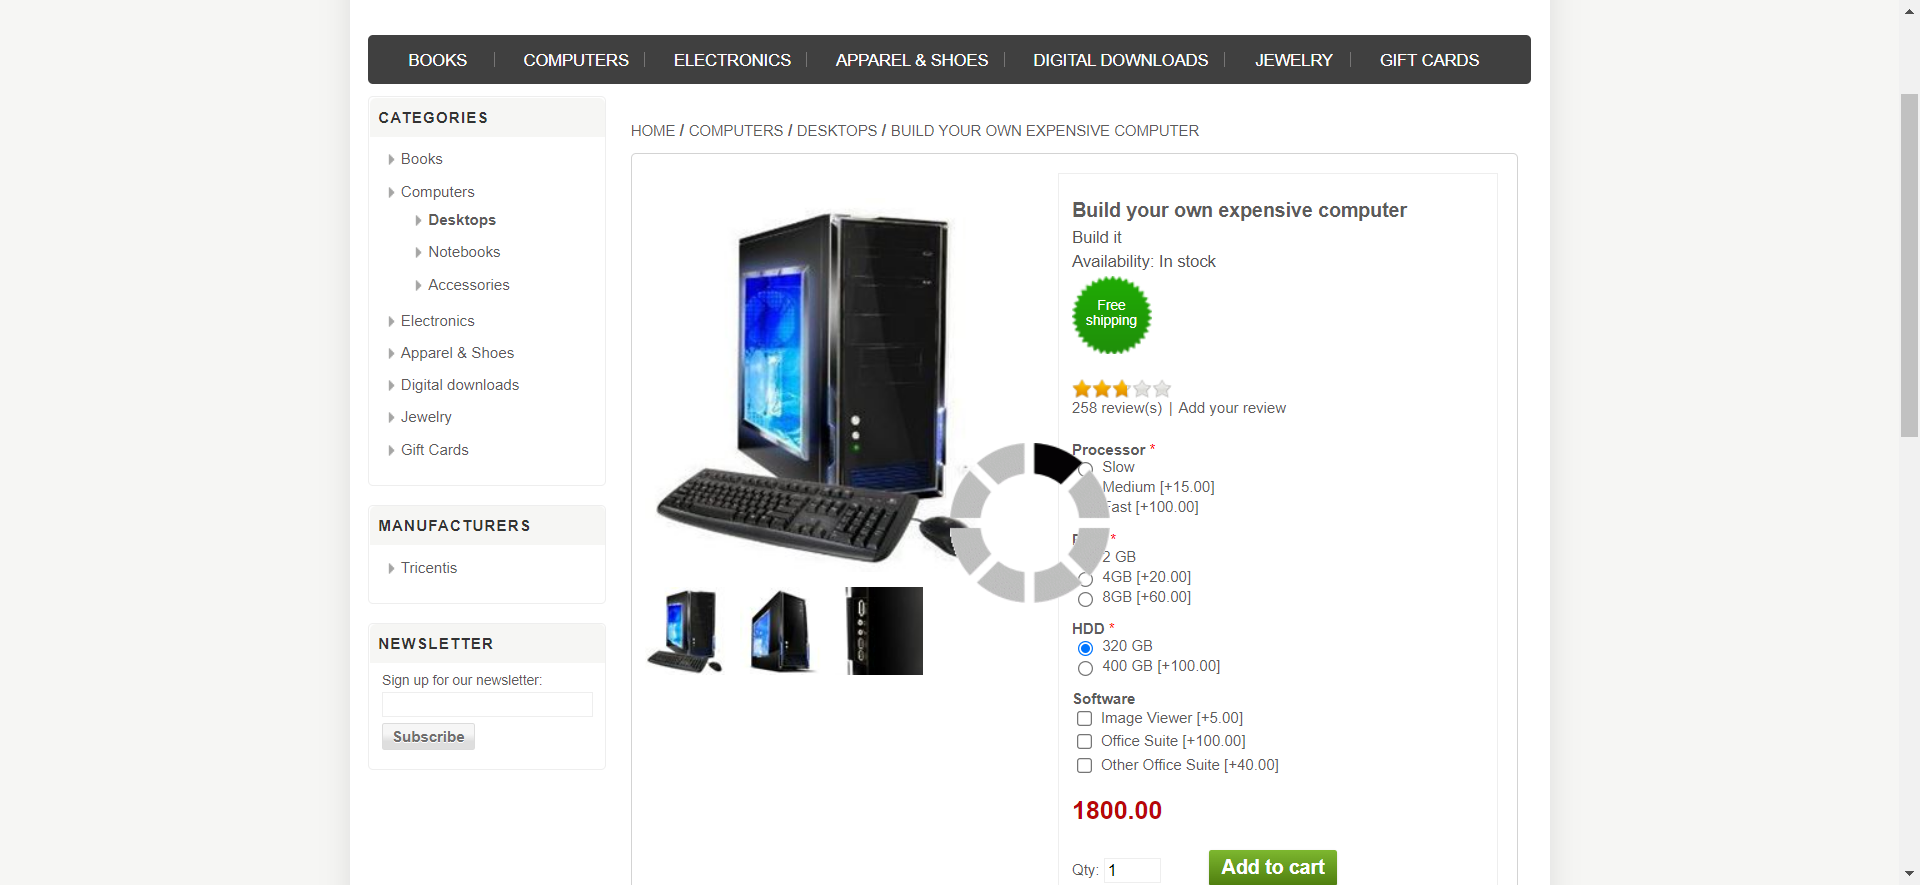 BOOKS COMPUTERS ELECTRONICS APPAREL & SHOES DIGITAL DOWNLOADS JEWELRY GIFT CARDS
CATEGORIES
Books
Computers
Desktops
Notebooks
Accessories
Electronics
Apparel & Shoes
Digital downloads
Jewelry
Gift Cards
MANUFACTURERS
Tricentis
NEWSLETTER
Sign up for our newsletter:
Subscribe
HOME / COMPUTERS / DESKTOPS / BUILD YOUR OWN EXPENSIVE COMPUTER
Build your own expensive computer
Build it
Availability: In stock
Free
shipping
258 review(s) | Add your review
Processor *
Slow
Medium [+15.00]
Fast [+100.00]
*
2 GB
4GB [+20.00]
8GB [+60.00]
HDD *
320 GB
400 GB [+100.00]
Software
Image Viewer [+5.00]
Office Suite [+100.00]
Other Office Suite [+40.00]
1800.00
Qty: 1 Add to cart